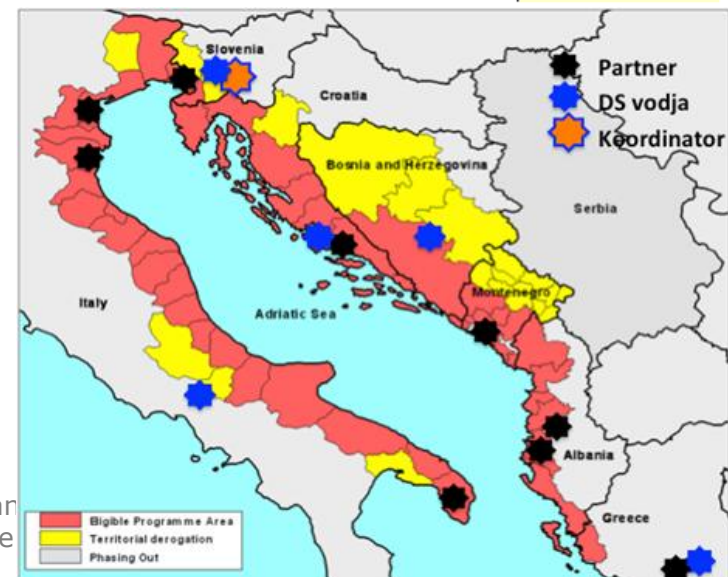 Slovenia
Partner
Croatia
DS vodja
Koordinator
Bosnia and Herzegovina
Serbia
Montenegro
Italy
Adriatic Sea
Albania
Greece
Eligible Programme Area
Territorial derogation
Phasing Out